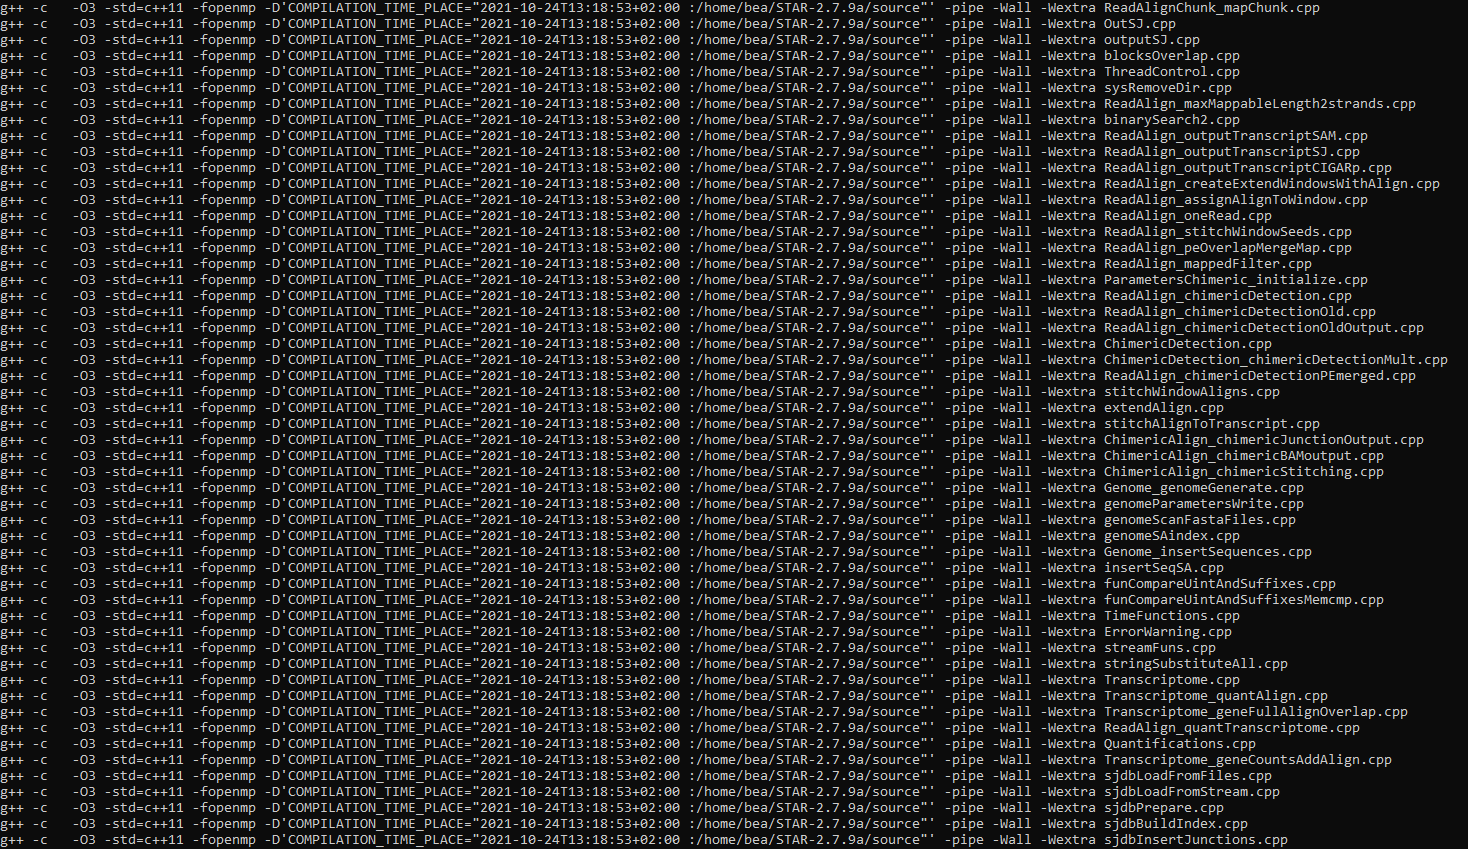 g++ -c   -O3 -std=c++11 -fopenmp -D'COMPILATION_TIME_PLACE="2021-10-24T13:18:53+02:00 :/home/bea/STAR-2.7.9a/source"' -pipe -Wall -Wextra ReadAlignChunk_mapChunk.cpp
g++ -c   -O3 -std=c++11 -fopenmp -D'COMPILATION_TIME_PLACE="2021-10-24T13:18:53+02:00 :/home/bea/STAR-2.7.9a/source"' -pipe -Wall -Wextra OutSJ.cpp
g++ -c   -O3 -std=c++11 -fopenmp -D'COMPILATION_TIME_PLACE="2021-10-24T13:18:53+02:00 :/home/bea/STAR-2.7.9a/source"' -pipe -Wall -Wextra outputSJ.cpp
g++ -c   -O3 -std=c++11 -fopenmp -D'COMPILATION_TIME_PLACE="2021-10-24T13:18:53+02:00 :/home/bea/STAR-2.7.9a/source"' -pipe -Wall -Wextra blocksOverlap.cpp
g++ -c   -O3 -std=c++11 -fopenmp -D'COMPILATION_TIME_PLACE="2021-10-24T13:18:53+02:00 :/home/bea/STAR-2.7.9a/source"' -pipe -Wall -Wextra ThreadControl.cpp
g++ -c   -O3 -std=c++11 -fopenmp -D'COMPILATION_TIME_PLACE="2021-10-24T13:18:53+02:00 :/home/bea/STAR-2.7.9a/source"' -pipe -Wall -Wextra sysRemoveDir.cpp
g++ -c   -O3 -std=c++11 -fopenmp -D'COMPILATION_TIME_PLACE="2021-10-24T13:18:53+02:00 :/home/bea/STAR-2.7.9a/source"' -pipe -Wall -Wextra ReadAlign_maxMappableLength2strands.cpp
g++ -c   -O3 -std=c++11 -fopenmp -D'COMPILATION_TIME_PLACE="2021-10-24T13:18:53+02:00 :/home/bea/STAR-2.7.9a/source"' -pipe -Wall -Wextra binarySearch2.cpp
g++ -c   -O3 -std=c++11 -fopenmp -D'COMPILATION_TIME_PLACE="2021-10-24T13:18:53+02:00 :/home/bea/STAR-2.7.9a/source"' -pipe -Wall -Wextra ReadAlign_outputTranscriptSAM.cpp
g++ -c   -O3 -std=c++11 -fopenmp -D'COMPILATION_TIME_PLACE="2021-10-24T13:18:53+02:00 :/home/bea/STAR-2.7.9a/source"' -pipe -Wall -Wextra ReadAlign_outputTranscriptSJ.cpp
g++ -c   -O3 -std=c++11 -fopenmp -D'COMPILATION_TIME_PLACE="2021-10-24T13:18:53+02:00 :/home/bea/STAR-2.7.9a/source"' -pipe -Wall -Wextra ReadAlign_outputTranscriptCIGARp.cpp
g++ -c   -O3 -std=c++11 -fopenmp -D'COMPILATION_TIME_PLACE="2021-10-24T13:18:53+02:00 :/home/bea/STAR-2.7.9a/source"' -pipe -Wall -Wextra ReadAlign_createExtendWindowsWithAlign.cpp
g++ -c   -O3 -std=c++11 -fopenmp -D'COMPILATION_TIME_PLACE="2021-10-24T13:18:53+02:00 :/home/bea/STAR-2.7.9a/source"' -pipe -Wall -Wextra ReadAlign_assignAlignToWindow.cpp
g++ -c   -O3 -std=c++11 -fopenmp -D'COMPILATION_TIME_PLACE="2021-10-24T13:18:53+02:00 :/home/bea/STAR-2.7.9a/source"' -pipe -Wall -Wextra ReadAlign_oneRead.cpp
g++ -c   -O3 -std=c++11 -fopenmp -D'COMPILATION_TIME_PLACE="2021-10-24T13:18:53+02:00 :/home/bea/STAR-2.7.9a/source"' -pipe -Wall -Wextra ReadAlign_stitchWindowSeeds.cpp
g++ -c   -O3 -std=c++11 -fopenmp -D'COMPILATION_TIME_PLACE="2021-10-24T13:18:53+02:00 :/home/bea/STAR-2.7.9a/source"' -pipe -Wall -Wextra ReadAlign_peOverlapMergeMap.cpp
g++ -c   -O3 -std=c++11 -fopenmp -D'COMPILATION_TIME_PLACE="2021-10-24T13:18:53+02:00 :/home/bea/STAR-2.7.9a/source"' -pipe -Wall -Wextra ReadAlign_mappedFilter.cpp
g++ -c   -O3 -std=c++11 -fopenmp -D'COMPILATION_TIME_PLACE="2021-10-24T13:18:53+02:00 :/home/bea/STAR-2.7.9a/source"' -pipe -Wall -Wextra ParametersChimeric_initialize.cpp
g++ -c   -O3 -std=c++11 -fopenmp -D'COMPILATION_TIME_PLACE="2021-10-24T13:18:53+02:00 :/home/bea/STAR-2.7.9a/source"' -pipe -Wall -Wextra ReadAlign_chimericDetection.cpp
g++ -c   -O3 -std=c++11 -fopenmp -D'COMPILATION_TIME_PLACE="2021-10-24T13:18:53+02:00 :/home/bea/STAR-2.7.9a/source"' -pipe -Wall -Wextra ReadAlign_chimericDetectionOld.cpp
g++ -c   -O3 -std=c++11 -fopenmp -D'COMPILATION_TIME_PLACE="2021-10-24T13:18:53+02:00 :/home/bea/STAR-2.7.9a/source"' -pipe -Wall -Wextra ReadAlign_chimericDetectionOldOutput.cpp
g++ -c   -O3 -std=c++11 -fopenmp -D'COMPILATION_TIME_PLACE="2021-10-24T13:18:53+02:00 :/home/bea/STAR-2.7.9a/source"' -pipe -Wall -Wextra ChimericDetection.cpp
g++ -c   -O3 -std=c++11 -fopenmp -D'COMPILATION_TIME_PLACE="2021-10-24T13:18:53+02:00 :/home/bea/STAR-2.7.9a/source"' -pipe -Wall -Wextra ChimericDetection_chimericDetectionMult.cpp
g++ -c   -O3 -std=c++11 -fopenmp -D'COMPILATION_TIME_PLACE="2021-10-24T13:18:53+02:00 :/home/bea/STAR-2.7.9a/source"' -pipe -Wall -Wextra ReadAlign_chimericDetectionPEmerged.cpp
g++ -c   -O3 -std=c++11 -fopenmp -D'COMPILATION_TIME_PLACE="2021-10-24T13:18:53+02:00 :/home/bea/STAR-2.7.9a/source"' -pipe -Wall -Wextra stitchWindowAligns.cpp
g++ -c   -O3 -std=c++11 -fopenmp -D'COMPILATION_TIME_PLACE="2021-10-24T13:18:53+02:00 :/home/bea/STAR-2.7.9a/source"' -pipe -Wall -Wextra extendAlign.cpp
g++ -c   -O3 -std=c++11 -fopenmp -D'COMPILATION_TIME_PLACE="2021-10-24T13:18:53+02:00 :/home/bea/STAR-2.7.9a/source"' -pipe -Wall -Wextra stitchAlignToTranscript.cpp
g++ -c   -O3 -std=c++11 -fopenmp -D'COMPILATION_TIME_PLACE="2021-10-24T13:18:53+02:00 :/home/bea/STAR-2.7.9a/source"' -pipe -Wall -Wextra ChimericAlign_chimericJunctionOutput.cpp
g++ -c   -O3 -std=c++11 -fopenmp -D'COMPILATION_TIME_PLACE="2021-10-24T13:18:53+02:00 :/home/bea/STAR-2.7.9a/source"' -pipe -Wall -Wextra ChimericAlign_chimericBAMoutput.cpp
g++ -c   -O3 -std=c++11 -fopenmp -D'COMPILATION_TIME_PLACE="2021-10-24T13:18:53+02:00 :/home/bea/STAR-2.7.9a/source"' -pipe -Wall -Wextra ChimericAlign_chimericStitching.cpp
g++ -c   -O3 -std=c++11 -fopenmp -D'COMPILATION_TIME_PLACE="2021-10-24T13:18:53+02:00 :/home/bea/STAR-2.7.9a/source"' -pipe -Wall -Wextra Genome_genomeGenerate.cpp
g++ -c   -O3 -std=c++11 -fopenmp -D'COMPILATION_TIME_PLACE="2021-10-24T13:18:53+02:00 :/home/bea/STAR-2.7.9a/source"' -pipe -Wall -Wextra genomeParametersWrite.cpp
g++ -c   -O3 -std=c++11 -fopenmp -D'COMPILATION_TIME_PLACE="2021-10-24T13:18:53+02:00 :/home/bea/STAR-2.7.9a/source"' -pipe -Wall -Wextra genomeScanFastaFiles.cpp
g++ -c   -O3 -std=c++11 -fopenmp -D'COMPILATION_TIME_PLACE="2021-10-24T13:18:53+02:00 :/home/bea/STAR-2.7.9a/source"' -pipe -Wall -Wextra genomeSAindex.cpp
g++ -c   -O3 -std=c++11 -fopenmp -D'COMPILATION_TIME_PLACE="2021-10-24T13:18:53+02:00 :/home/bea/STAR-2.7.9a/source"' -pipe -Wall -Wextra Genome_insertSequences.cpp
g++ -c   -O3 -std=c++11 -fopenmp -D'COMPILATION_TIME_PLACE="2021-10-24T13:18:53+02:00 :/home/bea/STAR-2.7.9a/source"' -pipe -Wall -Wextra insertSeqSA.cpp
g++ -c   -O3 -std=c++11 -fopenmp -D'COMPILATION_TIME_PLACE="2021-10-24T13:18:53+02:00 :/home/bea/STAR-2.7.9a/source"' -pipe -Wall -Wextra funCompareUintAndSuffixes.cpp
g++ -c   -O3 -std=c++11 -fopenmp -D'COMPILATION_TIME_PLACE="2021-10-24T13:18:53+02:00 :/home/bea/STAR-2.7.9a/source"' -pipe -Wall -Wextra funCompareUintAndSuffixesMemcmp.cpp
g++ -c   -O3 -std=c++11 -fopenmp -D'COMPILATION_TIME_PLACE="2021-10-24T13:18:53+02:00 :/home/bea/STAR-2.7.9a/source"' -pipe -Wall -Wextra TimeFunctions.cpp
g++ -c   -O3 -std=c++11 -fopenmp -D'COMPILATION_TIME_PLACE="2021-10-24T13:18:53+02:00 :/home/bea/STAR-2.7.9a/source"' -pipe -Wall -Wextra ErrorWarning.cpp
g++ -c   -O3 -std=c++11 -fopenmp -D'COMPILATION_TIME_PLACE="2021-10-24T13:18:53+02:00 :/home/bea/STAR-2.7.9a/source"' -pipe -Wall -Wextra streamFuns.cpp
g++ -c   -O3 -std=c++11 -fopenmp -D'COMPILATION_TIME_PLACE="2021-10-24T13:18:53+02:00 :/home/bea/STAR-2.7.9a/source"' -pipe -Wall -Wextra stringSubstituteAll.cpp
g++ -c   -O3 -std=c++11 -fopenmp -D'COMPILATION_TIME_PLACE="2021-10-24T13:18:53+02:00 :/home/bea/STAR-2.7.9a/source"' -pipe -Wall -Wextra Transcriptome.cpp
g++ -c   -O3 -std=c++11 -fopenmp -D'COMPILATION_TIME_PLACE="2021-10-24T13:18:53+02:00 :/home/bea/STAR-2.7.9a/source"' -pipe -Wall -Wextra Transcriptome_quantAlign.cpp
g++ -c   -O3 -std=c++11 -fopenmp -D'COMPILATION_TIME_PLACE="2021-10-24T13:18:53+02:00 :/home/bea/STAR-2.7.9a/source"' -pipe -Wall -Wextra Transcriptome_geneFullAlignOverlap.cpp
g++ -c   -O3 -std=c++11 -fopenmp -D'COMPILATION_TIME_PLACE="2021-10-24T13:18:53+02:00 :/home/bea/STAR-2.7.9a/source"' -pipe -Wall -Wextra ReadAlign_quantTranscriptome.cpp
g++ -c   -O3 -std=c++11 -fopenmp -D'COMPILATION_TIME_PLACE="2021-10-24T13:18:53+02:00 :/home/bea/STAR-2.7.9a/source"' -pipe -Wall -Wextra Quantifications.cpp
g++ -c   -O3 -std=c++11 -fopenmp -D'COMPILATION_TIME_PLACE="2021-10-24T13:18:53+02:00 :/home/bea/STAR-2.7.9a/source"' -pipe -Wall -Wextra Transcriptome_geneCountsAddAlign.cpp
g++ -c   -O3 -std=c++11 -fopenmp -D'COMPILATION_TIME_PLACE="2021-10-24T13:18:53+02:00 :/home/bea/STAR-2.7.9a/source"' -pipe -Wall -Wextra sjdbLoadFromFiles.cpp
g++ -c   -O3 -std=c++11 -fopenmp -D'COMPILATION_TIME_PLACE="2021-10-24T13:18:53+02:00 :/home/bea/STAR-2.7.9a/source"' -pipe -Wall -Wextra sjdbLoadFromStream.cpp
g++ -c   -O3 -std=c++11 -fopenmp -D'COMPILATION_TIME_PLACE="2021-10-24T13:18:53+02:00 :/home/bea/STAR-2.7.9a/source"' -pipe -Wall -Wextra sjdbPrepare.cpp
g++ -c   -O3 -std=c++11 -fopenmp -D'COMPILATION_TIME_PLACE="2021-10-24T13:18:53+02:00 :/home/bea/STAR-2.7.9a/source"' -pipe -Wall -Wextra sjdbBuildIndex.cpp
g++ -c   -O3 -std=c++11 -fopenmp -D'COMPILATION_TIME_PLACE="2021-10-24T13:18:53+02:00 :/home/bea/STAR-2.7.9a/source"' -pipe -Wall -Wextra sjdbInsertJunctions.cpp